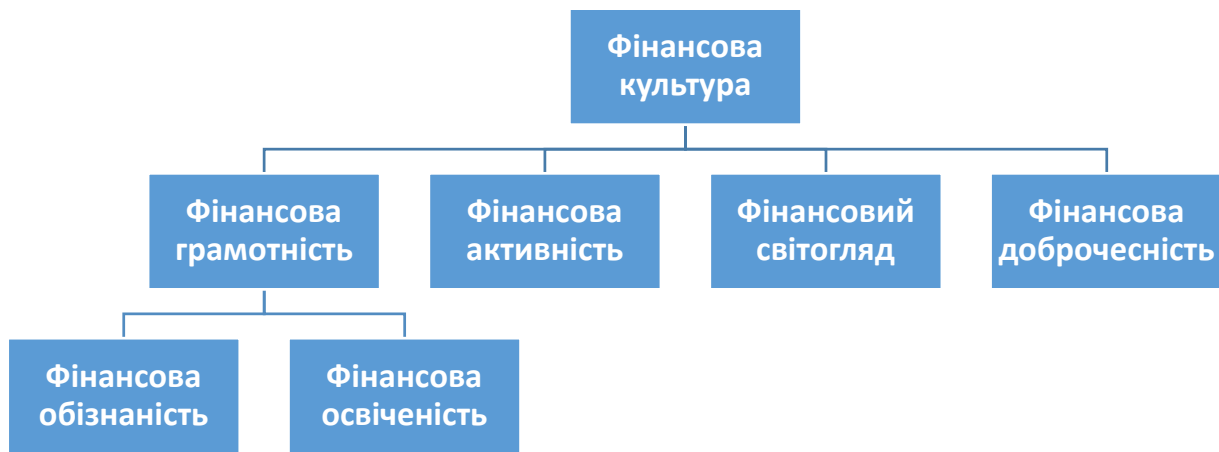 Фінансова
культура
Фінансова
грамотність
Фінансова
активність
Фінансовий
світогляд
Фінансова
доброчесність
Фінансова
обізнаність
Фінансова
освіченість